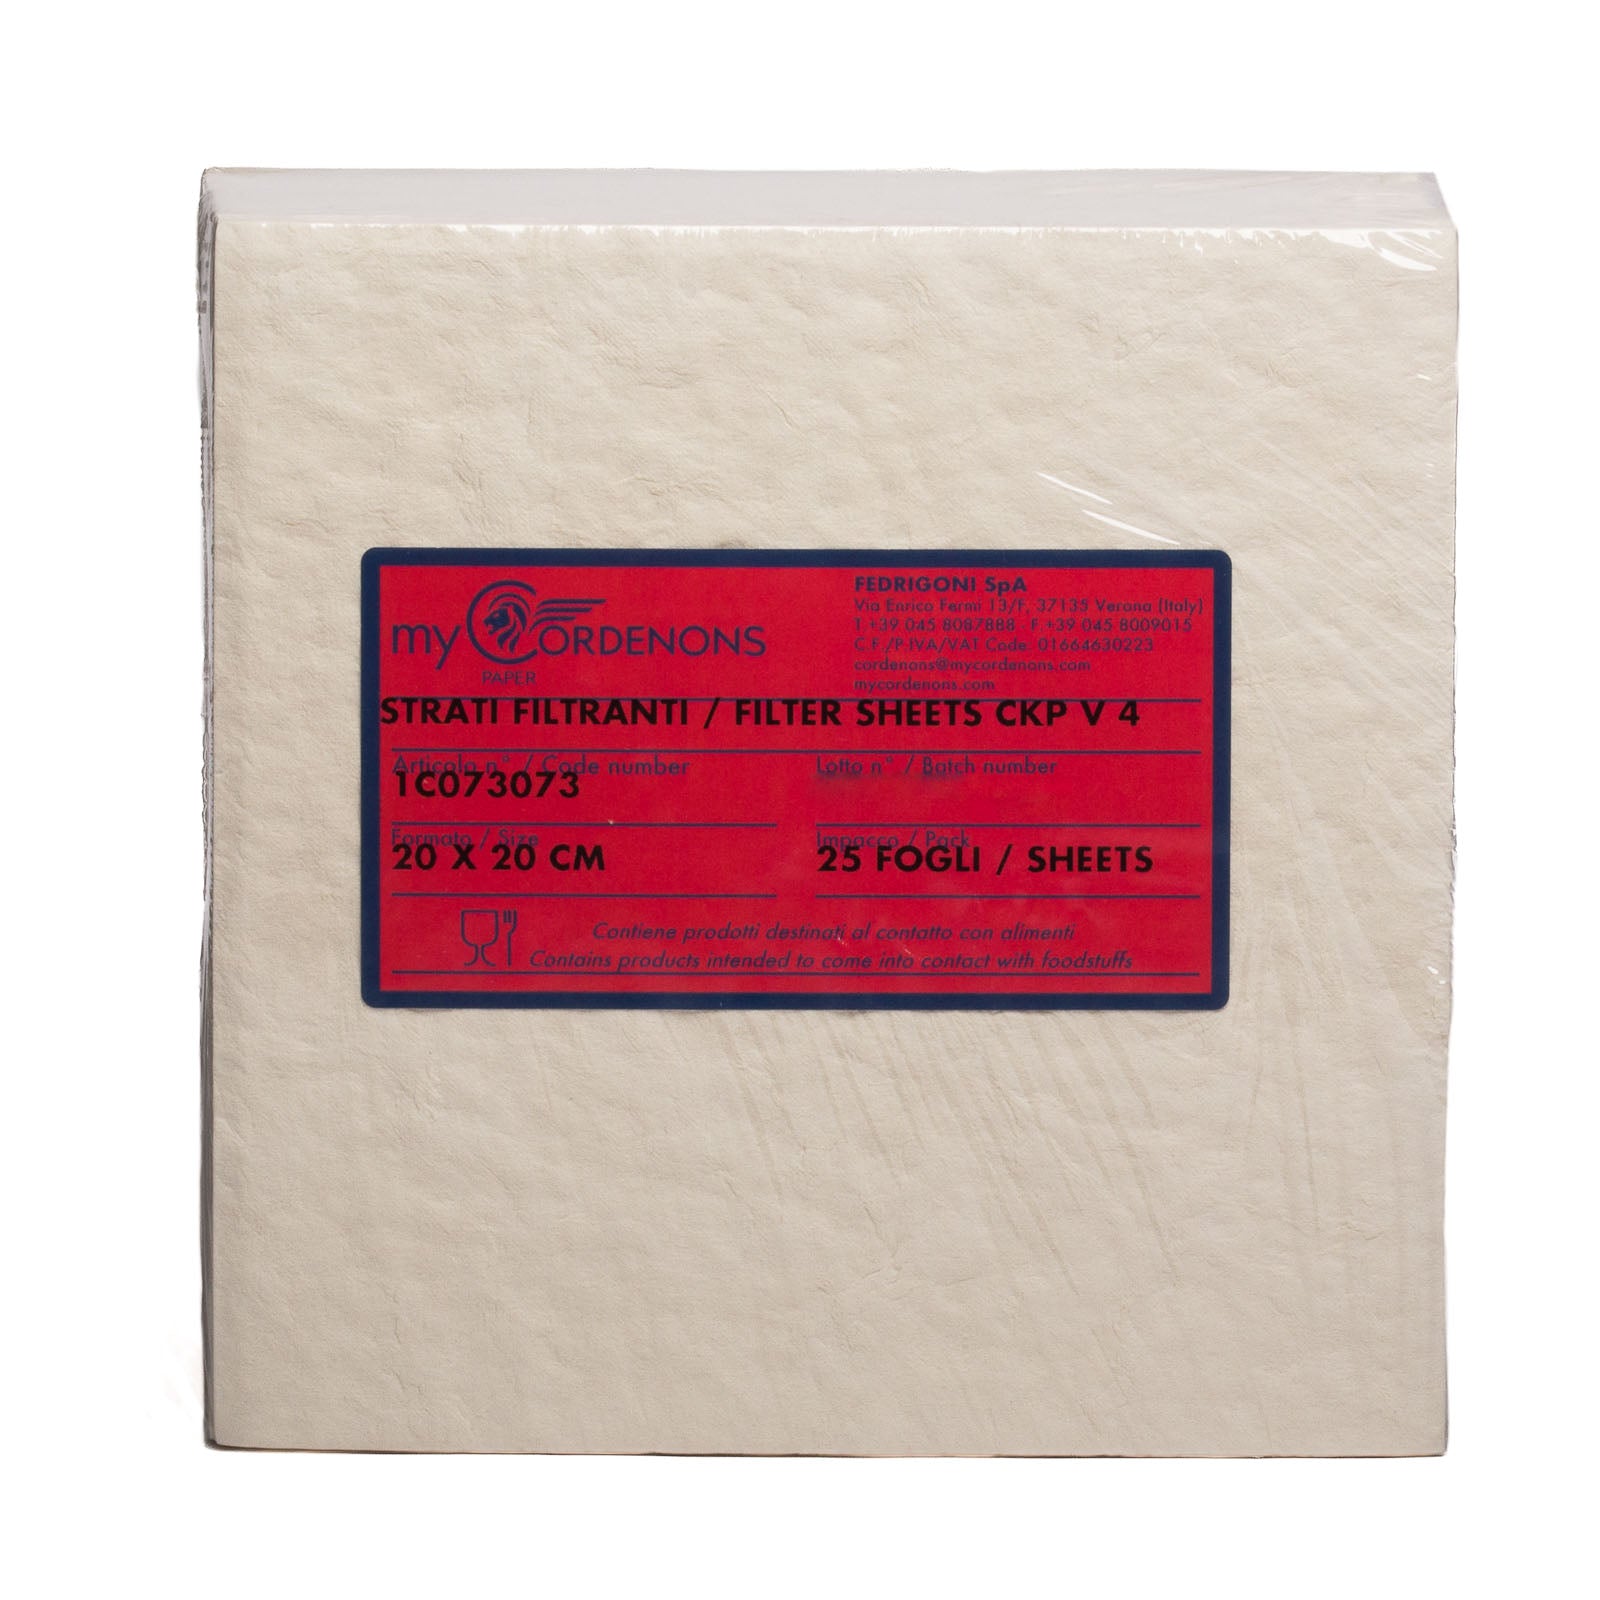 my CORDENONS
PAPER
FEDRIGONI SpA
Via Enrico Fermi 13/F, 37135 Verona (Italy)
T +39 045 8087888 F +39 045 8009015
C.F./P.IVA/VAT Code 01664630223
cordenons@mycordenons.com
mycordenons.com
STRATI FILTRANTI / FILTER SHEETS CKP V 4
Articolo n° / Code number
1C073073
Lotto n° / Batch number
Formato / Size
20 X 20 CM
Impacco / Pack
25 FOGLI / SHEETS
Contiene prodotti destinati al contatto con alimenti
Contains products intended to come into contact with foodstuffs